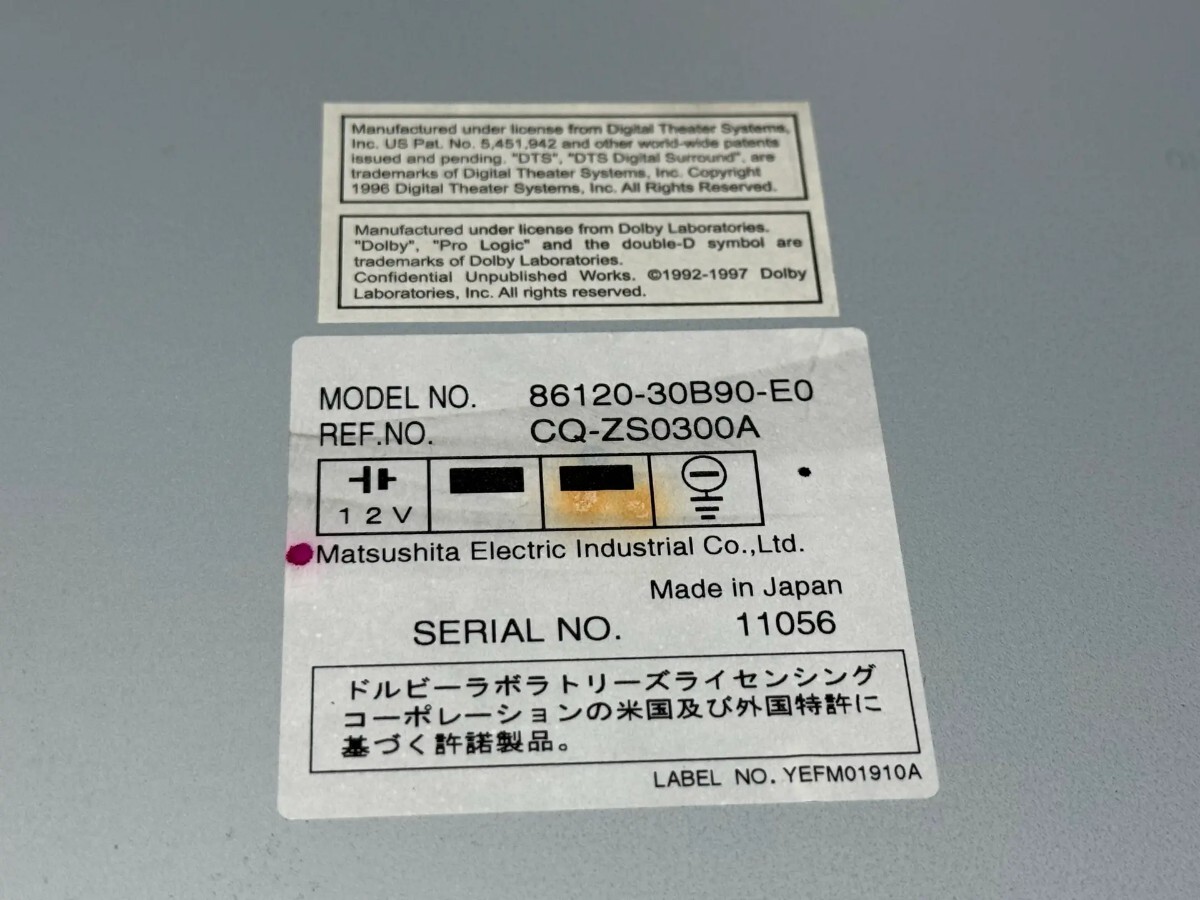 Manufactured under license from Digital Theater Systems,
Inc. US Pat. No. 5,451,942 and other world-wide patents
issued and pending. "DTS", "DTS Digital Surround", are
trademarks of Digital Theater Systems, Inc. Copyright
1996 Digital Theater Systems, Inc. All Rights Reserved.
Manufactured under license from Dolby Laboratories.
"Dolby", "Pro Logic" and the double-D symbol are
trademarks of Dolby Laboratories.
Confidential Unpublished Works. ©1992-1997 Dolby
Laboratories, Inc. All rights reserved.
MODEL NO. 86120-30B90-E0
REF.NO. CQ-ZS0300A
12V
Matsushita Electric Industrial Co.,Ltd.
Made in Japan
SERIAL NO. 11056
ドルビーラボラトリーズライセンシング
コーポレーションの米国及び外国特許に
基づく許諾製品。
LABEL NO. YEFM01910A